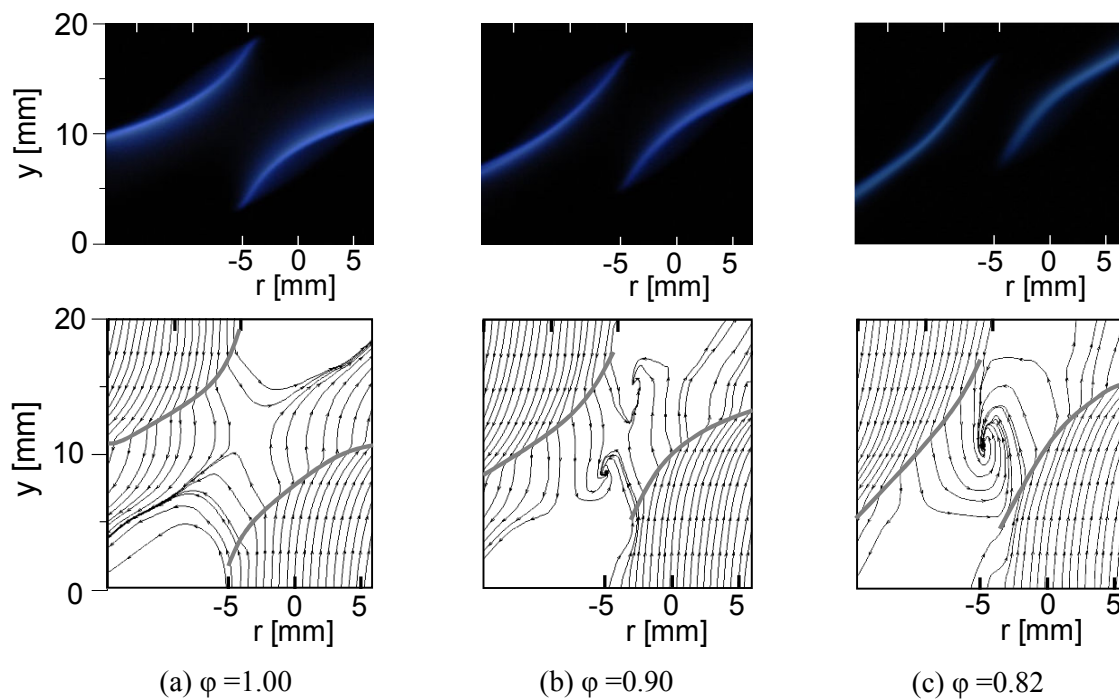 20
y [mm]
10
0
-5 0 5
r [mm]
-5 0 5
r [mm]
-5 0 5
r [mm]
20
y [mm]
10
0
-5 0 5
r [mm]
-5 0 5
r [mm]
-5 0 5
r [mm]
(a) φ =1.00
(b) φ =0.90
(c) φ =0.82